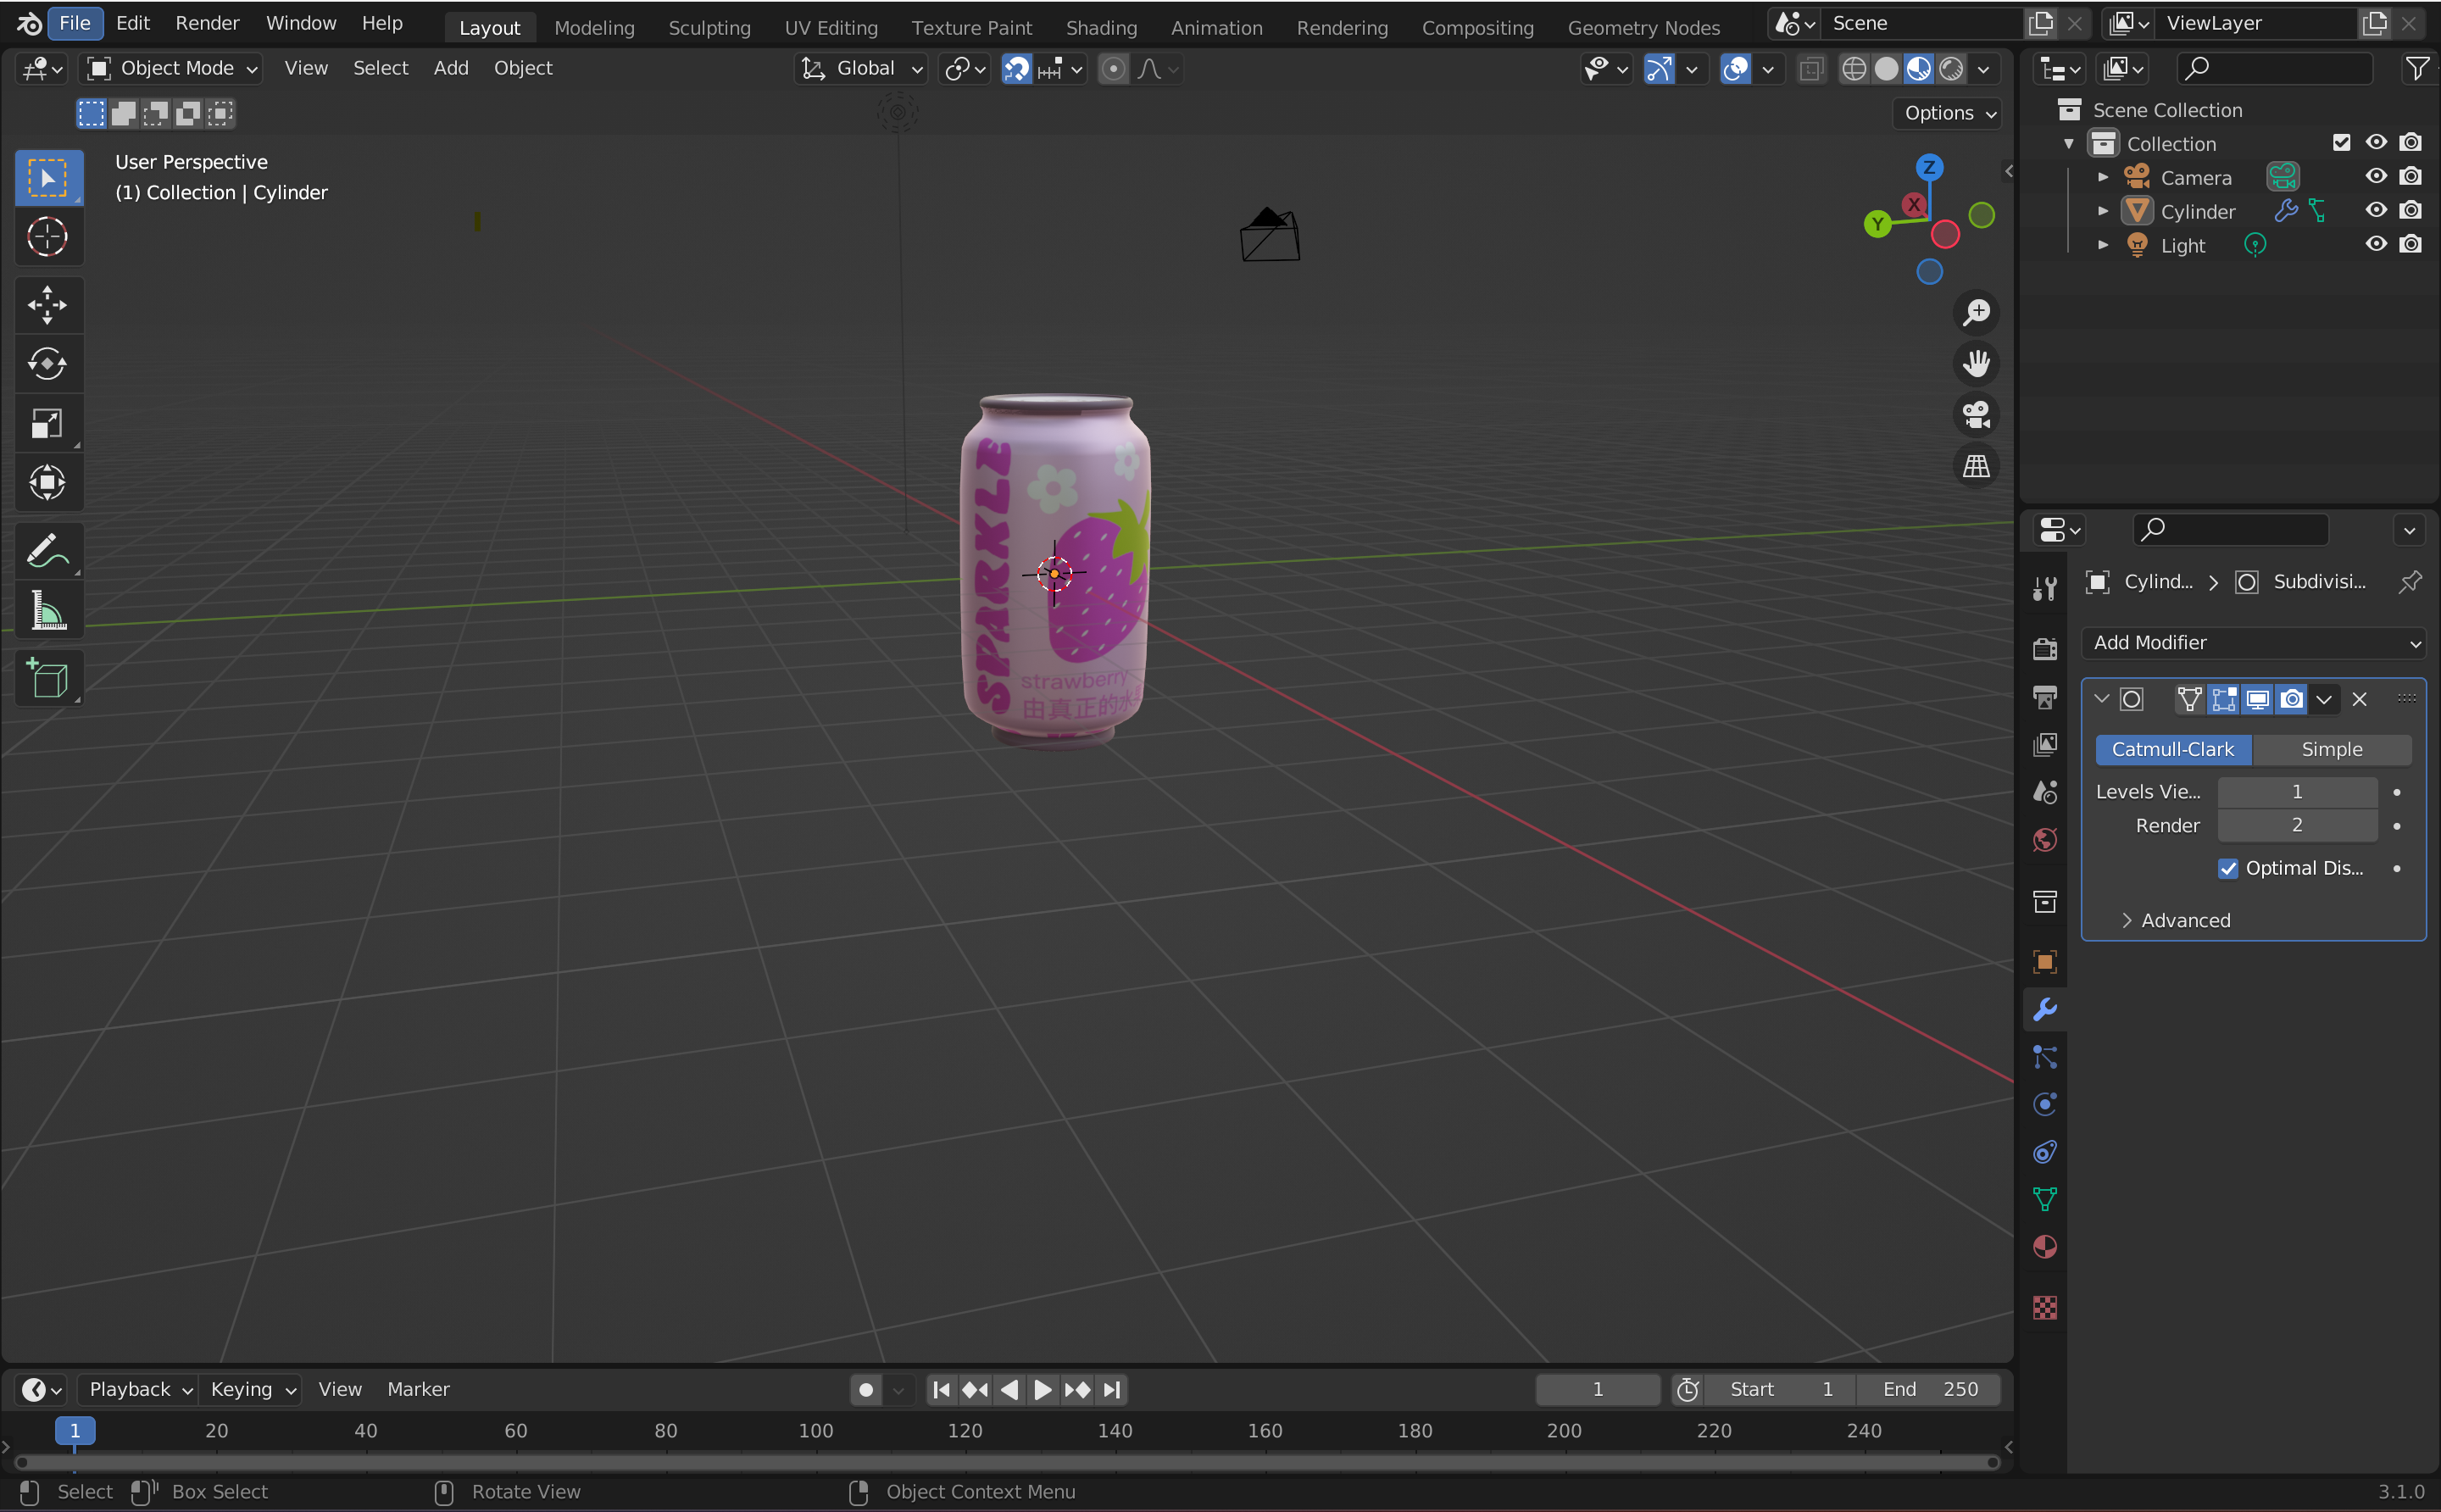 File Edit Render Window Help Layout Modeling Sculpting UV Editing Texture Paint Shading Animation Rendering Compositing Geometry Nodes Scene ViewLayer
Object Mode View Select Add Object Global
Options
User Perspective
(1) Collection | Cylinder
Z
X
Y
SPARKLE
strawberry
由真正的水
Scene Collection
Collection
Camera
Cylinder
Light
Cylind... Subdivisi...
Add Modifier
Catmull-Clark Simple
Levels Vie... 1
Render 2
Optimal Dis...
Advanced
Playback Keying View Marker 1 Start 1 End 250
1 20 40 60 80 100 120 140 160 180 200 220 240
Select Box Select Rotate View Object Context Menu 3.1.0